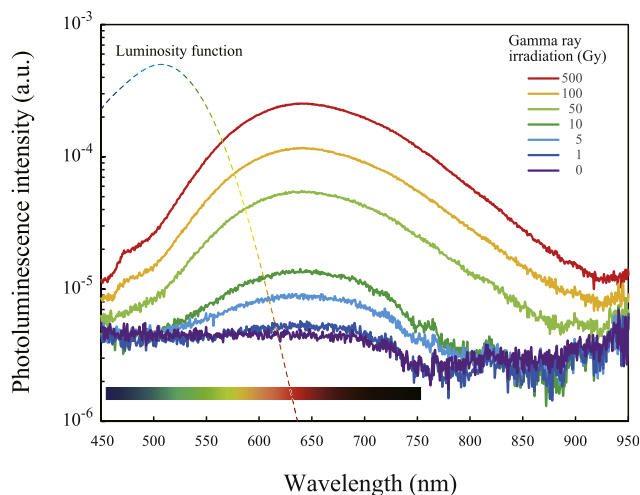 Photoluminescence intensity (a.u.)
10-3
10-4
10-5
10-6
Luminosity function
Gamma ray
irradiation (Gy)
500
100
50
10
5
1
0
450 500 550 600 650 700 750 800 850 900 950
Wavelength (nm)